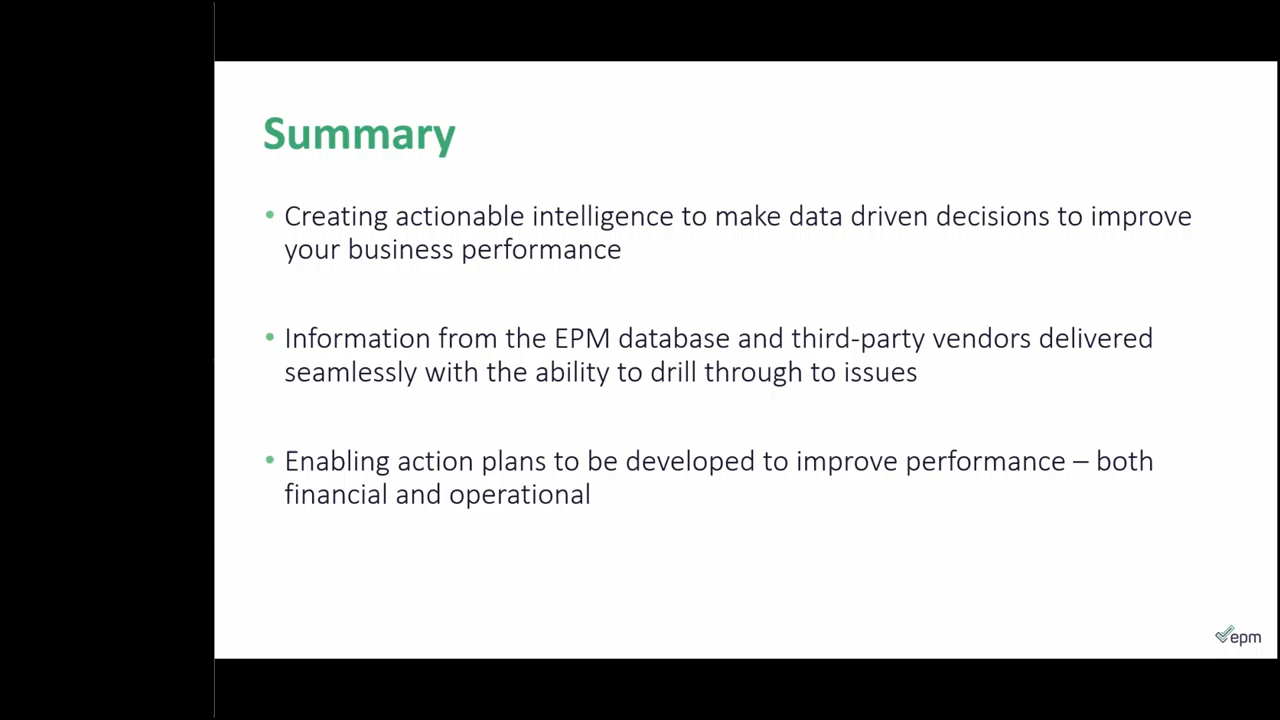 Summary
• Creating actionable intelligence to make data driven decisions to improve
your business performance
• Information from the EPM database and third-party vendors delivered
seamlessly with the ability to drill through to issues
• Enabling action plans to be developed to improve performance – both
financial and operational
epm